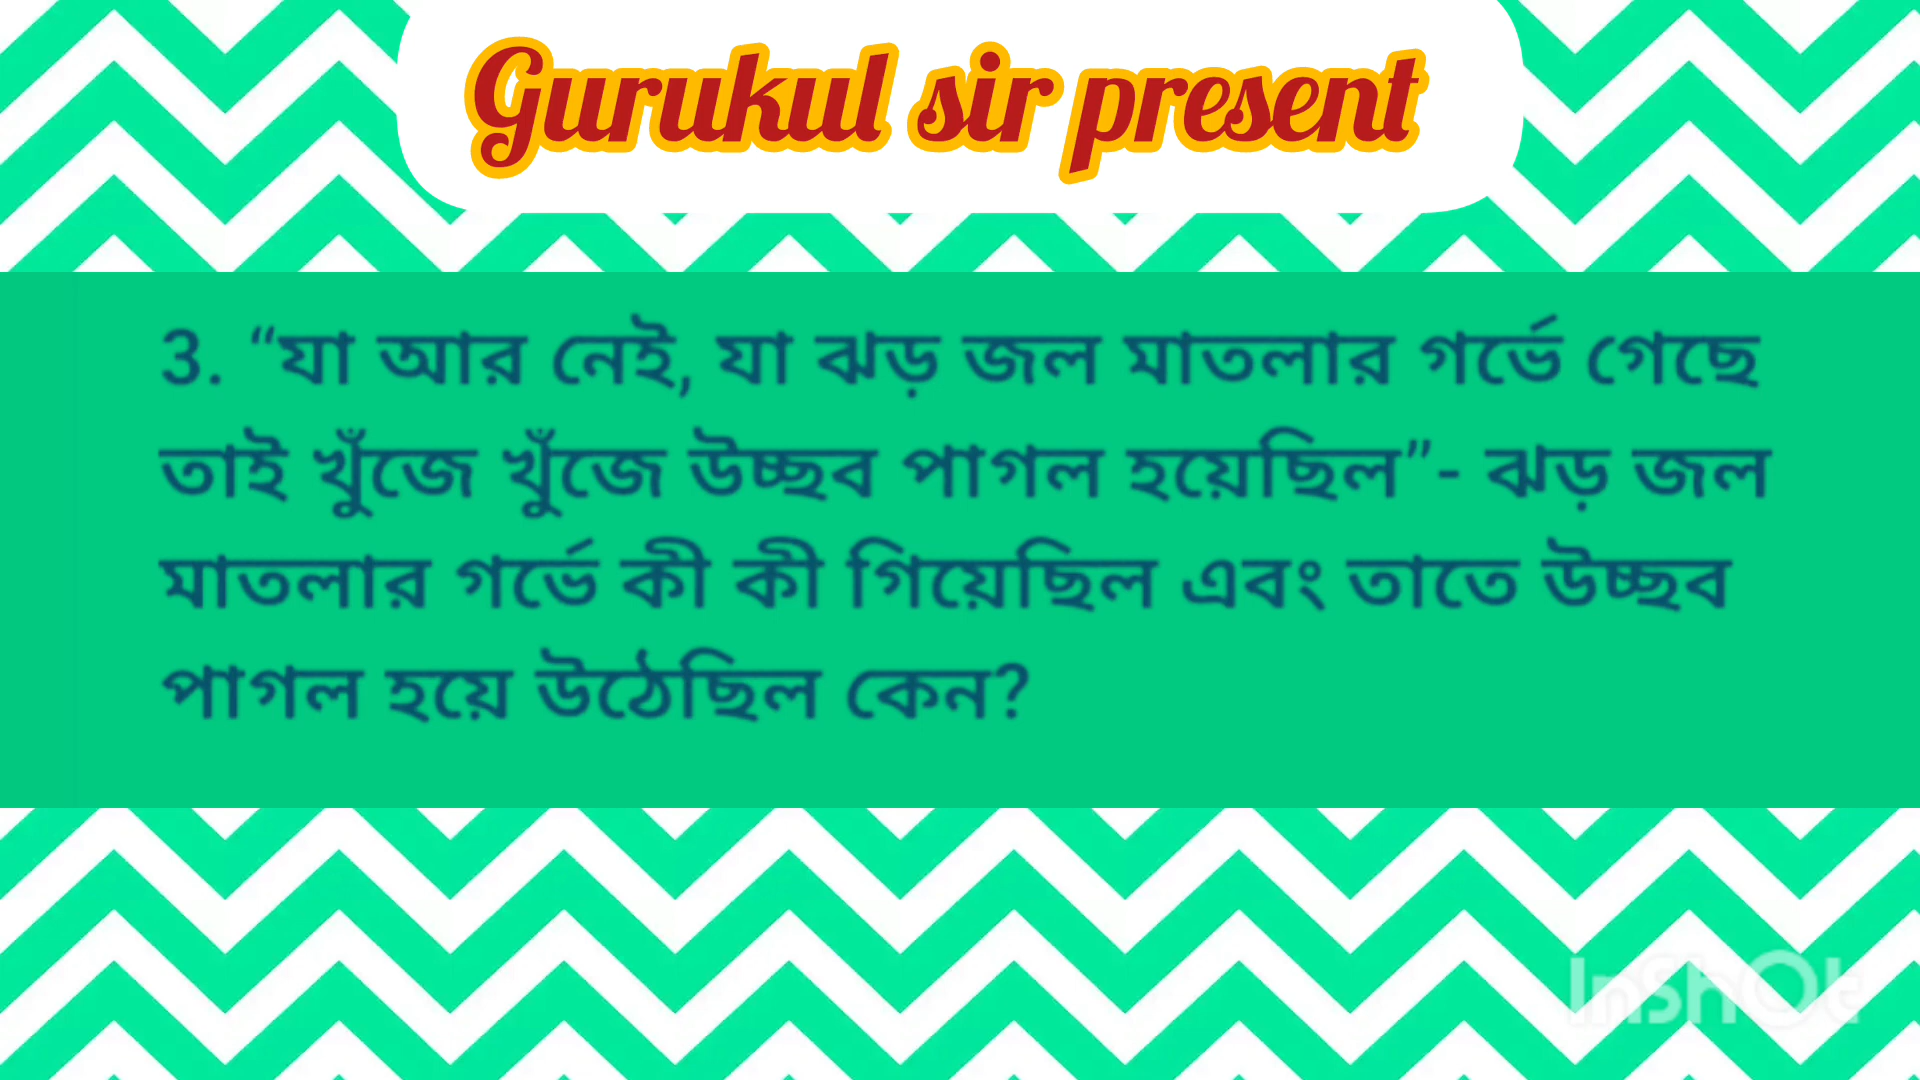 Gurukul sir present
3. “যা আর নেই, যা ঝড় জল মাতলার গর্ভে গেছে
তাই খুঁজে খুঁজে উচ্ছব পাগল হয়েছিল”- ঝড় জল
মাতলার গর্ভে কী কী গিয়েছিল এবং তাতে উচ্ছব
পাগল হয়ে উঠেছিল কেন?
InShOt